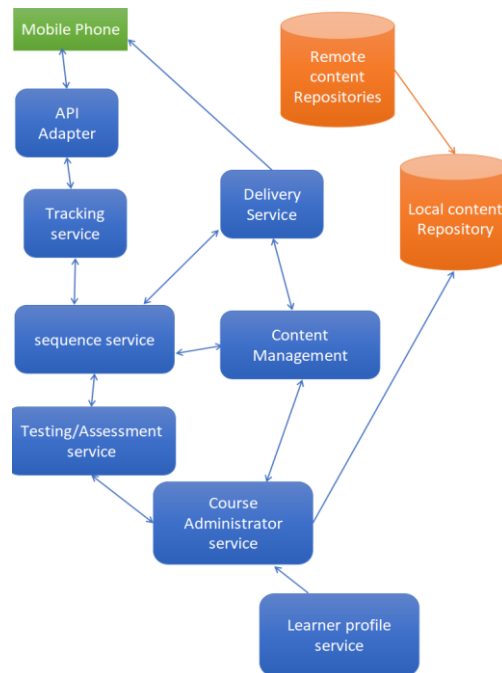 Mobile Phone
Remote
content
Repositories
API
Adapter
Delivery
Service
Local content
Repository
Tracking
service
sequence service
Content
Management
Testing/Assessment
service
Course
Administrator
service
Learner profile
service